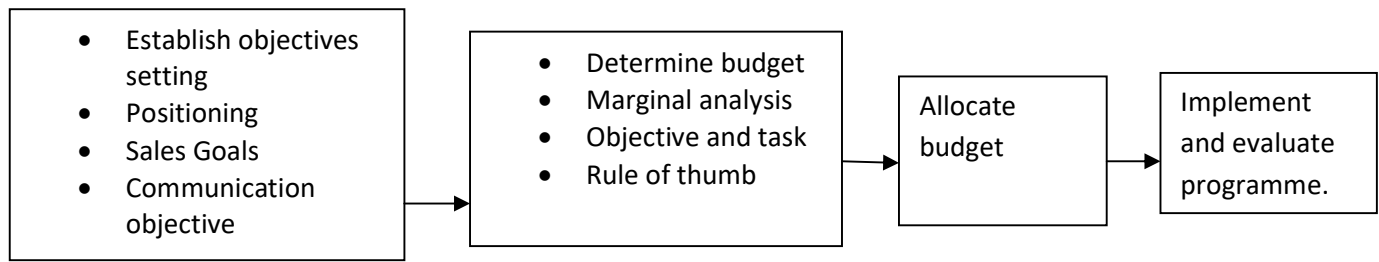 • Establish objectives
setting
• Positioning
• Sales Goals
• Communication
objective
• Determine budget
• Marginal analysis
• Objective and task
• Rule of thumb
Allocate
budget
Implement
and evaluate
programme.